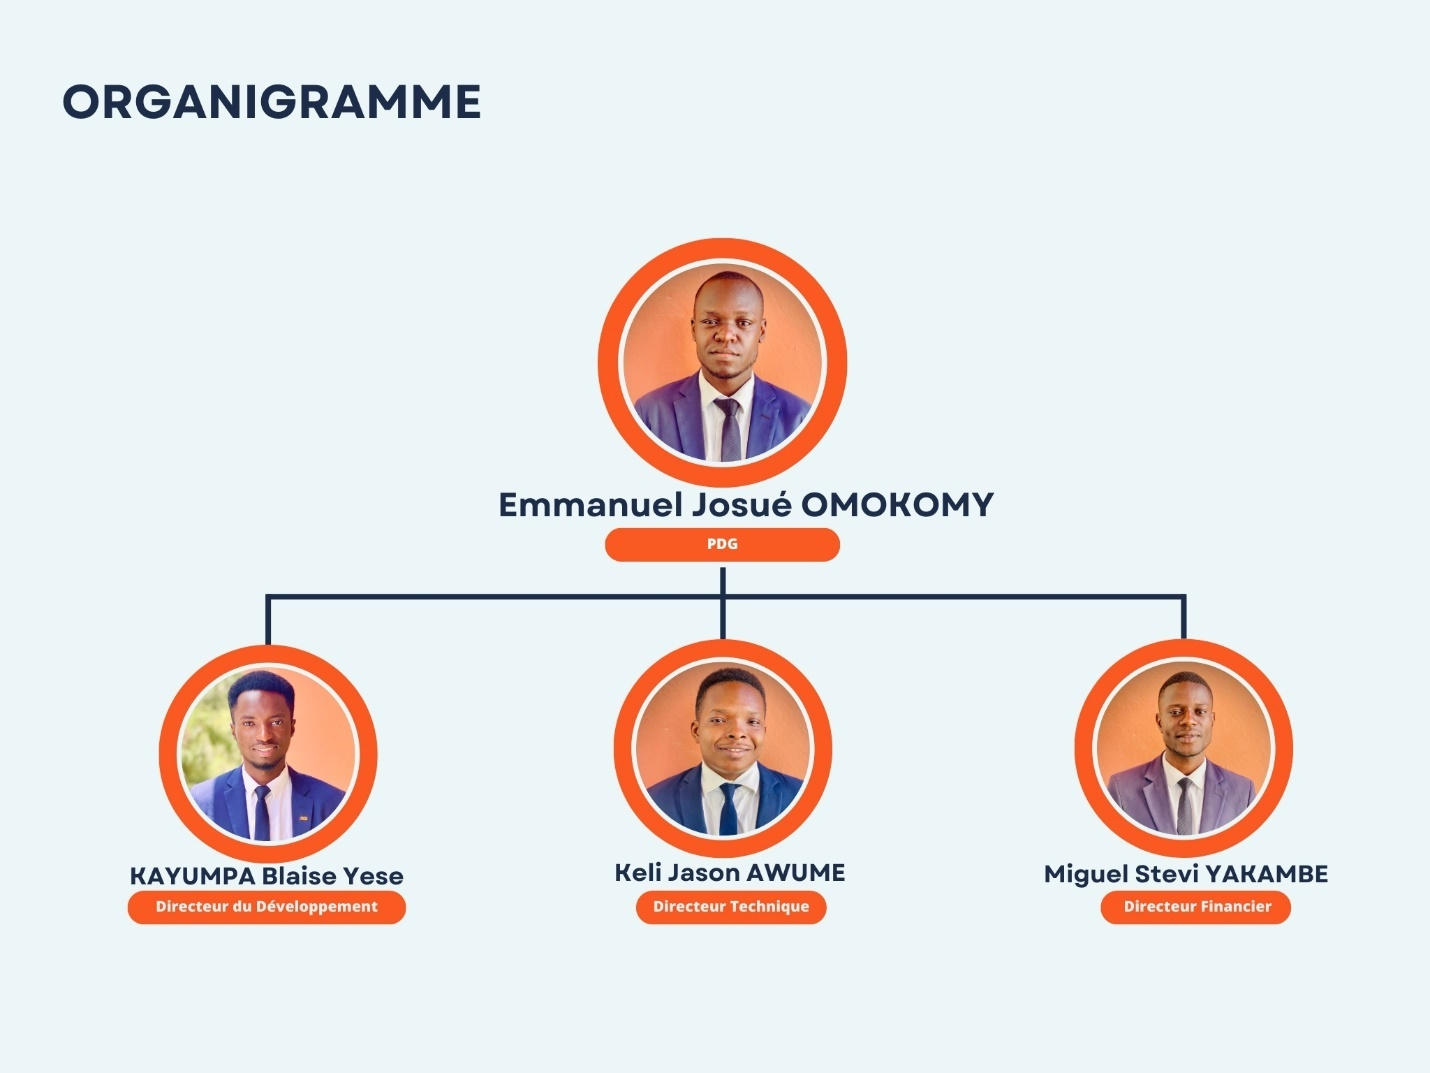 ORGANIGRAMME
Emmanuel Josué OMOKOMY
PDG
KAYUMPA Blaise Yese
Directeur du Développement
Keli Jason AWUME
Directeur Technique
Miguel Stevi YAKAMBE
Directeur Financier